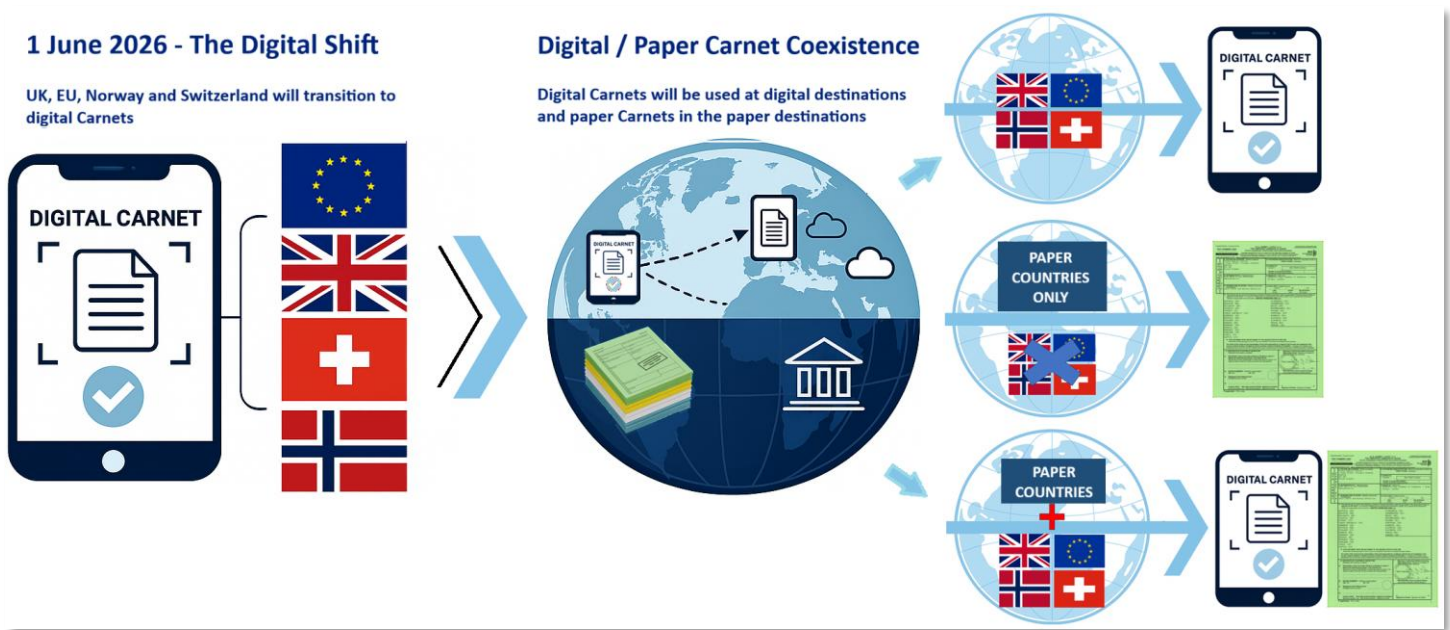 1 June 2026 - The Digital Shift
UK, EU, Norway and Switzerland will transition to
digital Carnets
DIGITAL CARNET
Digital / Paper Carnet Coexistence
Digital Carnets will be used at digital destinations
and paper Carnets in the paper destinations
DIGITAL CARNET
DIGITAL CARNET
PAPER
COUNTRIES
ONLY
PAPER
COUNTRIES
DIGITAL CARNET